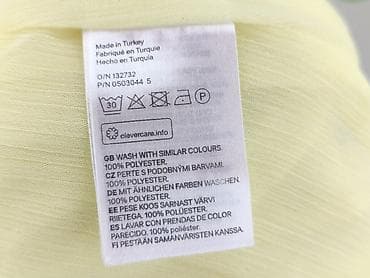 Made in Turkey
Fabriqué en Turquie
Hecho en Turquía
O/N 132732
P/N 0503044 5
30
P
clevercare.info
GB WASH WITH SIMILAR COLOURS.
100% POLYESTER.
CZ PERTE S PODOBNÝMI BARVAMI.
100% POLYESTER.
DE MIT ÄHNLICHEN FARBEN WASCHEN.
100% POLYESTER.
EE PESE KOOS SARNAST VÄRVI
RIIETEGA. 100% POLÜESTER.
ES LAVAR CON PRENDAS DE COLOR
PARECIDO. 100% poliéster.
FI PESTÄÄN SAMANVÄRISTEN KANSSA.